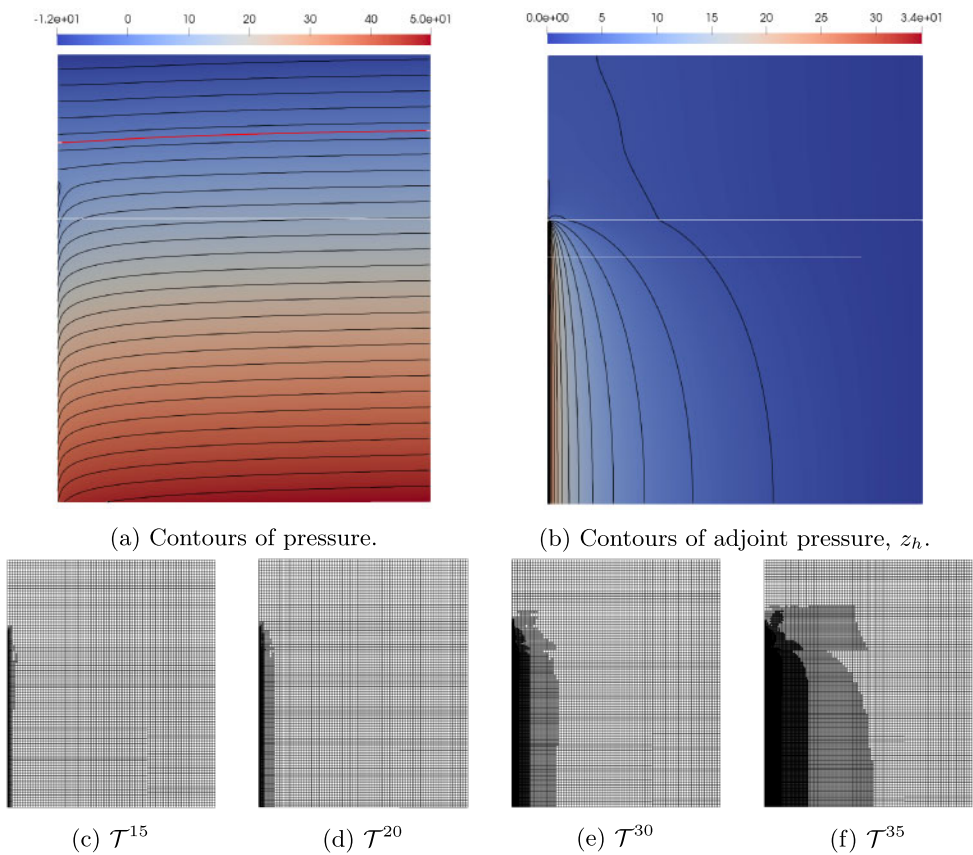 -1.2e+01 0 10 20 30 5.0e+01
0.0e+00 5 10 15 20 25 30 3.4e+01
(a) Contours of pressure.
(b) Contours of adjoint pressure, z_h.
(c) 𝒯^15
(d) 𝒯^20
(e) 𝒯^30
(f) 𝒯^35